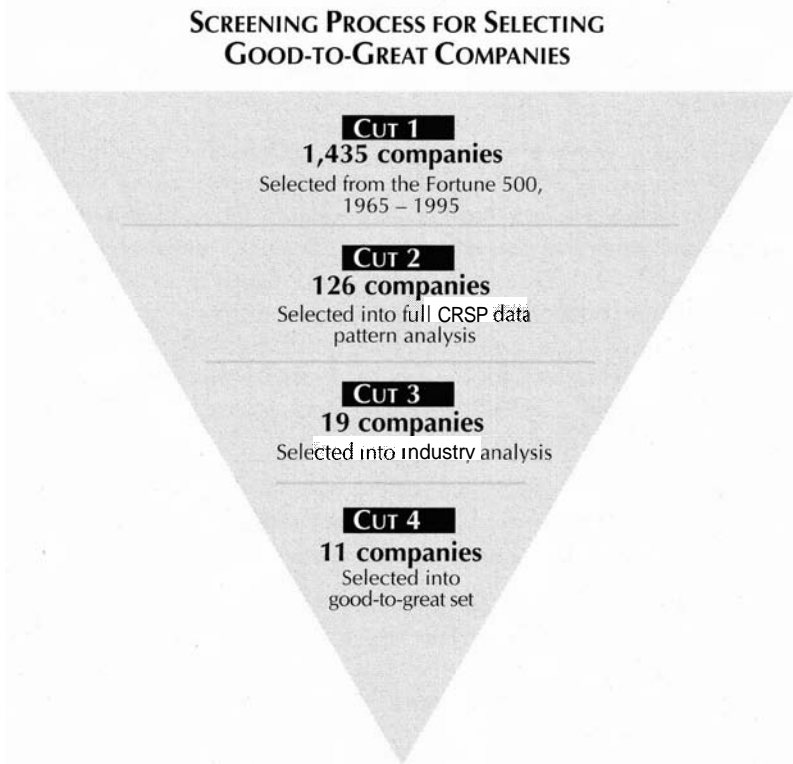 SCREENING PROCESS FOR SELECTING
GOOD-TO-GREAT COMPANIES
CUT 1
1,435 companies
Selected from the Fortune 500,
1965 – 1995
CUT 2
126 companies
Selected into full CRSP data
pattern analysis
CUT 3
19 companies
Selected into industry analysis
CUT 4
11 companies
Selected into
good-to-great set